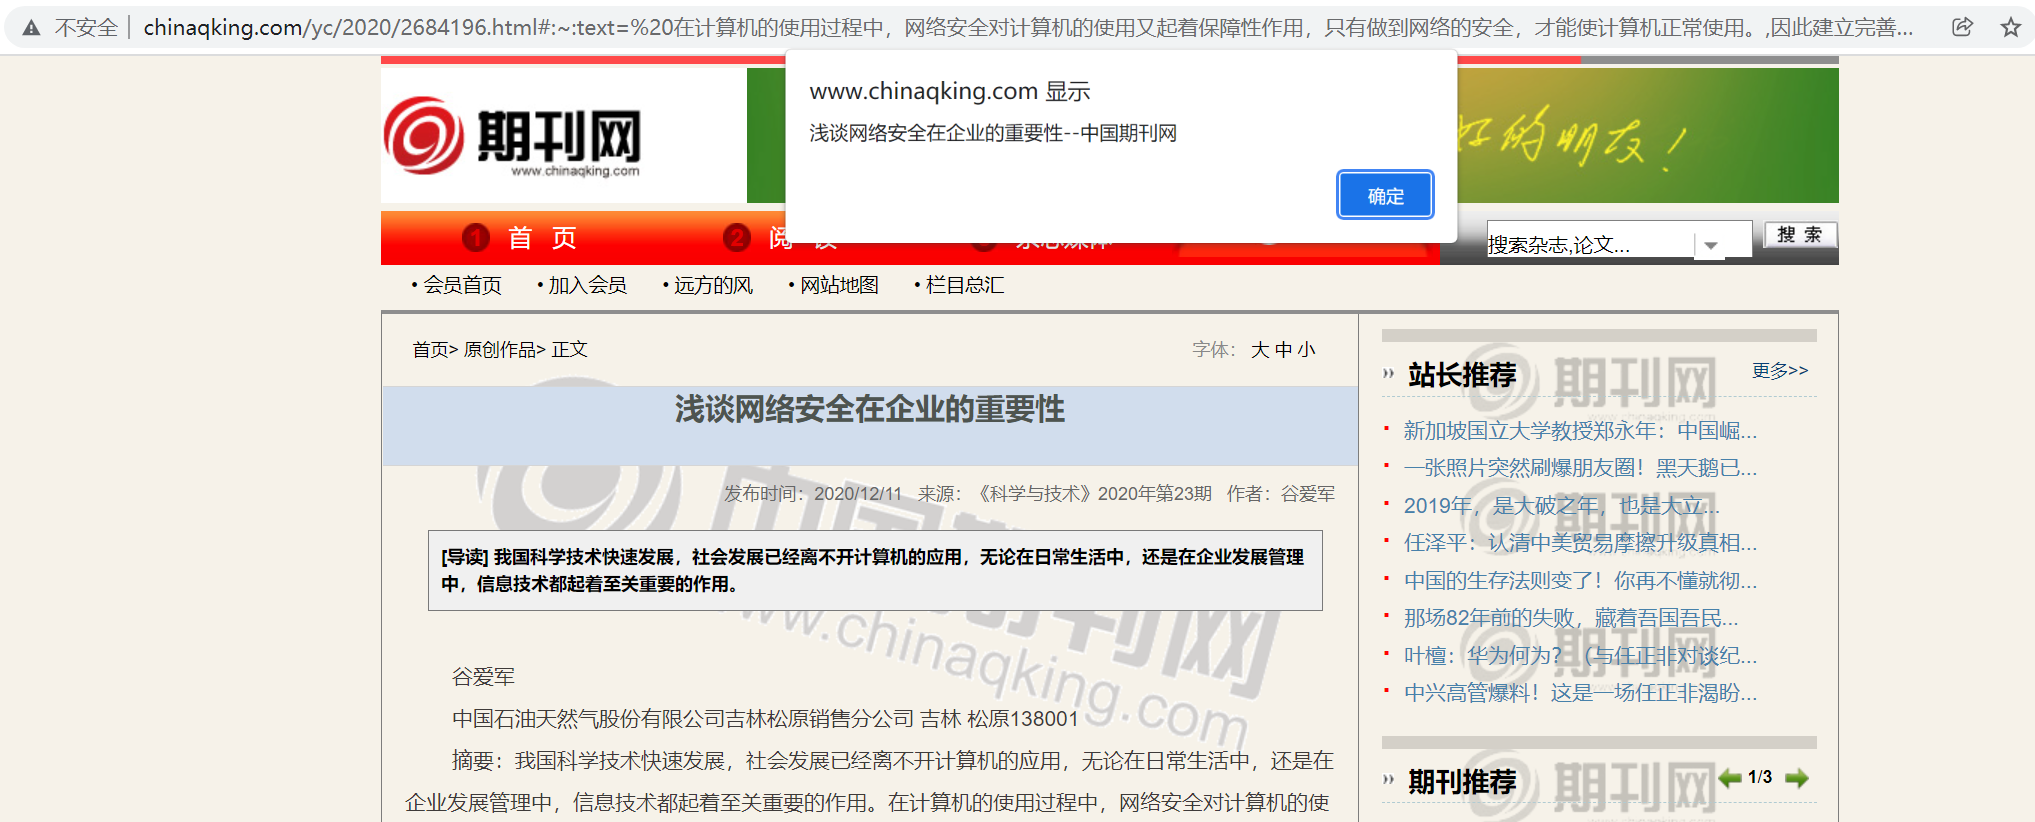 不安全 chinaqking.com/yc/2020/2684196.html#:~:text=%20在计算机的使用过程中，网络安全对计算机的使用又起着保障性作用，只有做到网络的安全，才能使计算机正常使用。,因此建立完善...
www.chinaqking.com 显示
浅谈网络安全在企业的重要性--中国期刊网
确定
期刊网
www.chinaqking.com
好的朋友！
1 首 页 2 阅 读
搜索杂志,论文...
搜 索
• 会员首页 • 加入会员 • 远方的风 • 网站地图 • 栏目总汇
首页> 原创作品> 正文
字体： 大 中 小
浅谈网络安全在企业的重要性
发布时间：2020/12/11 来源：《科学与技术》2020年第23期 作者：谷爱军
[导读] 我国科学技术快速发展，社会发展已经离不开计算机的应用，无论在日常生活中，还是在企业发展管理
中，信息技术都起着至关重要的作用。
谷爱军
中国石油天然气股份有限公司吉林松原销售分公司 吉林 松原138001
摘要：我国科学技术快速发展，社会发展已经离不开计算机的应用，无论在日常生活中，还是在
企业发展管理中，信息技术都起着至关重要的作用。在计算机的使用过程中，网络安全对计算机的使
中国期刊网
www.chinaqking.com
站长推荐
更多>>
新加坡国立大学教授郑永年：中国崛...
一张照片突然刷爆朋友圈！黑天鹅已...
2019年，是大破之年，也是大立...
任泽平：认清中美贸易摩擦升级真相...
中国的生存法则变了！你再不懂就彻...
那场82年前的失败，藏着吾国吾民...
叶檀：华为何为？（与任正非对谈纪...
中兴高管爆料！这是一场任正非渴盼...
期刊推荐
1/3
期刊网
期刊网
期刊网
期刊网